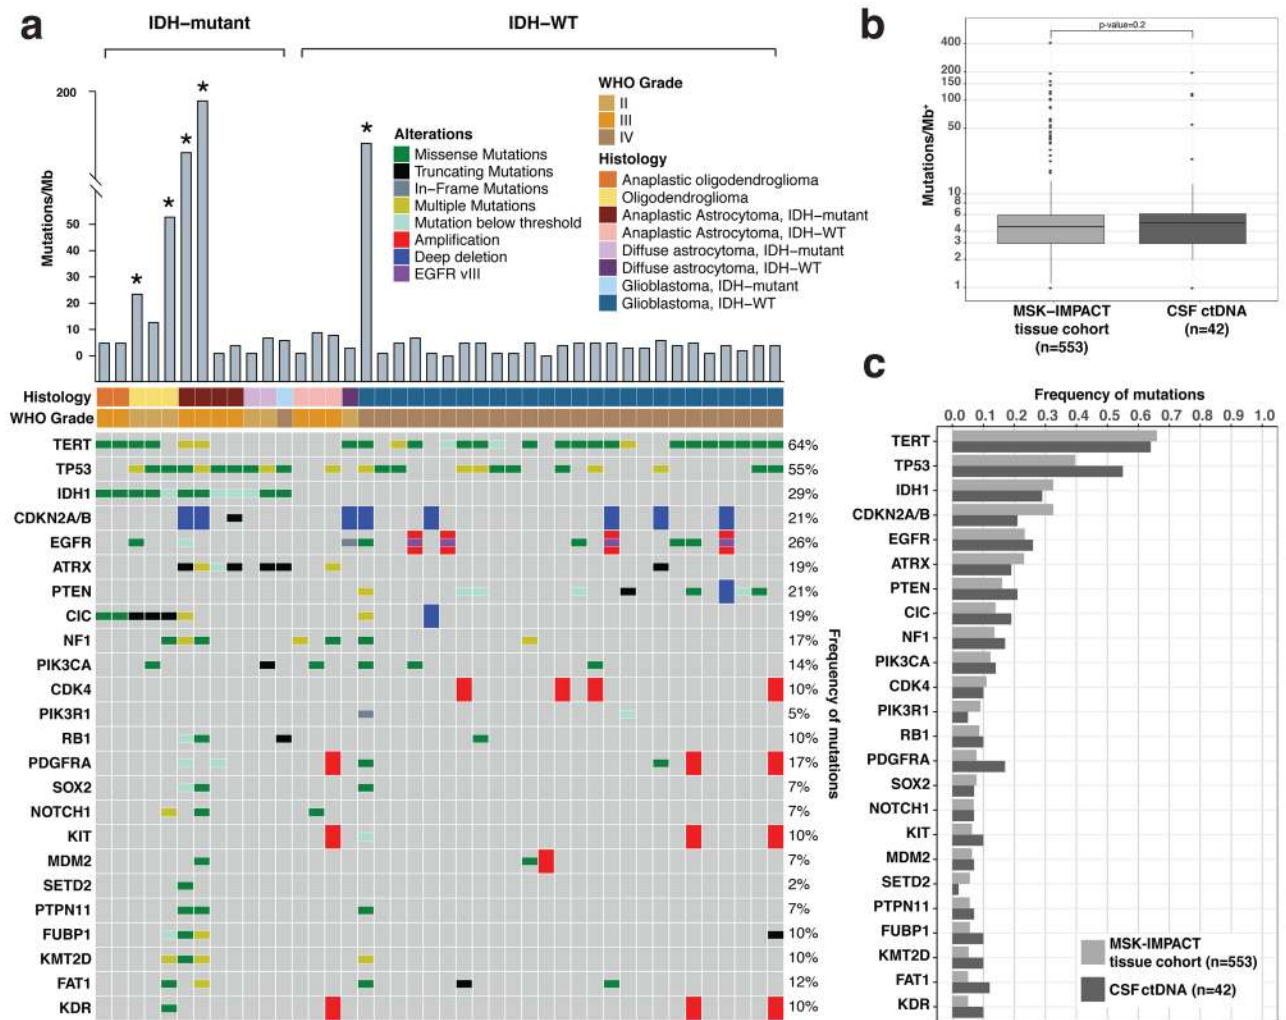 a
IDH–mutant
IDH–WT
200
50
40
30
20
10
0
Mutations/Mb
*
*
*
*
*
*
Alterations
Missense Mutations
Truncating Mutations
In–Frame Mutations
Multiple Mutations
Mutation below threshold
Amplification
Deep deletion
EGFR vIII
WHO Grade
II
III
IV
Histology
Anaplastic oligodendroglioma
Oligodendroglioma
Anaplastic Astrocytoma, IDH–mutant
Anaplastic Astrocytoma, IDH–WT
Diffuse astrocytoma, IDH–mutant
Diffuse astrocytoma, IDH–WT
Glioblastoma, IDH–mutant
Glioblastoma, IDH–WT
Histology
WHO Grade
TERT 64%
TP53 55%
IDH1 29%
CDKN2A/B 21%
EGFR 26%
ATRX 19%
PTEN 21%
CIC 19%
NF1 17%
PIK3CA 14%
CDK4 10%
PIK3R1 5%
RB1 10%
PDGFRA 17%
SOX2 7%
NOTCH1 7%
KIT 10%
MDM2 7%
SETD2 2%
PTPN11 7%
FUBP1 10%
KMT2D 10%
FAT1 12%
KDR 10%
Frequency of mutations
b
p-value=0.2
400
200
150
100
50
10
8
6
4
3
2
1
Mutations/Mb+
MSK–IMPACT
tissue cohort
(n=553)
CSF ctDNA
(n=42)
c
Frequency of mutations
0.0 0.1 0.2 0.3 0.4 0.5 0.6 0.7 0.8 0.9 1.0
TERT
TP53
IDH1
CDKN2A/B
EGFR
ATRX
PTEN
CIC
NF1
PIK3CA
CDK4
PIK3R1
RB1
PDGFRA
SOX2
NOTCH1
KIT
MDM2
SETD2
PTPN11
FUBP1
KMT2D
FAT1
KDR
MSK-IMPACT
tissue cohort (n=553)
CSF ctDNA (n=42)